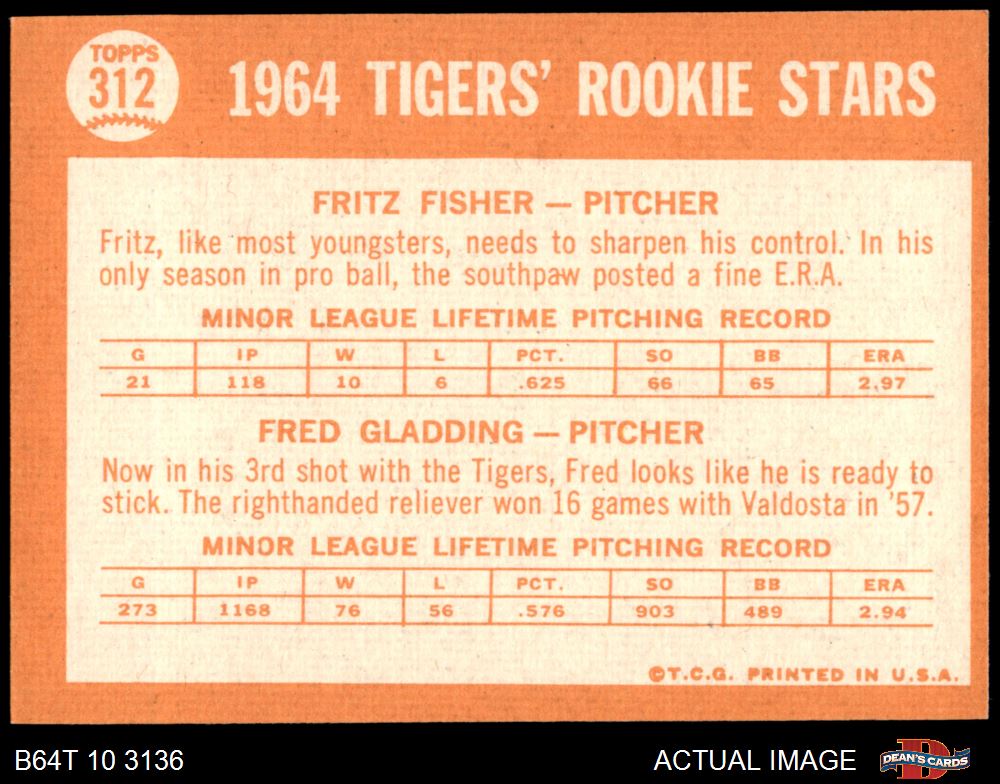 TOPPS
312
1964 TIGERS' ROOKIE STARS
FRITZ FISHER — PITCHER
Fritz, like most youngsters, needs to sharpen his control. In his
only season in pro ball, the southpaw posted a fine E.R.A.
MINOR LEAGUE LIFETIME PITCHING RECORD
G IP W L PCT. SO BB ERA
21 118 10 6 .625 66 65 2.97
FRED GLADDING — PITCHER
Now in his 3rd shot with the Tigers, Fred looks like he is ready to
stick. The righthanded reliever won 16 games with Valdosta in '57.
MINOR LEAGUE LIFETIME PITCHING RECORD
G IP W L PCT. SO BB ERA
273 1168 76 56 .576 903 489 2.94
©T.C.G. PRINTED IN U.S.A.
B64T 10 3136
ACTUAL IMAGE
D
DEAN'S CARDS